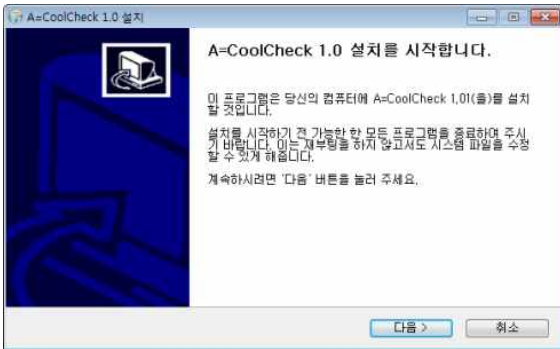 A=CoolCheck 1.0 설치
A=CoolCheck 1.0 설치를 시작합니다.
이 프로그램은 당신의 컴퓨터에 A=CoolCheck 1.01(을)를 설치
할 것입니다.
설치를 시작하기 전 가능한 한 모든 프로그램을 종료하여 주시
기 바랍니다. 이는 재부팅을 하지 않고서도 시스템 파일을 수정
할 수 있게 해줍니다.
계속하시려면 '다음' 버튼을 눌러 주세요.
다음 >
취소